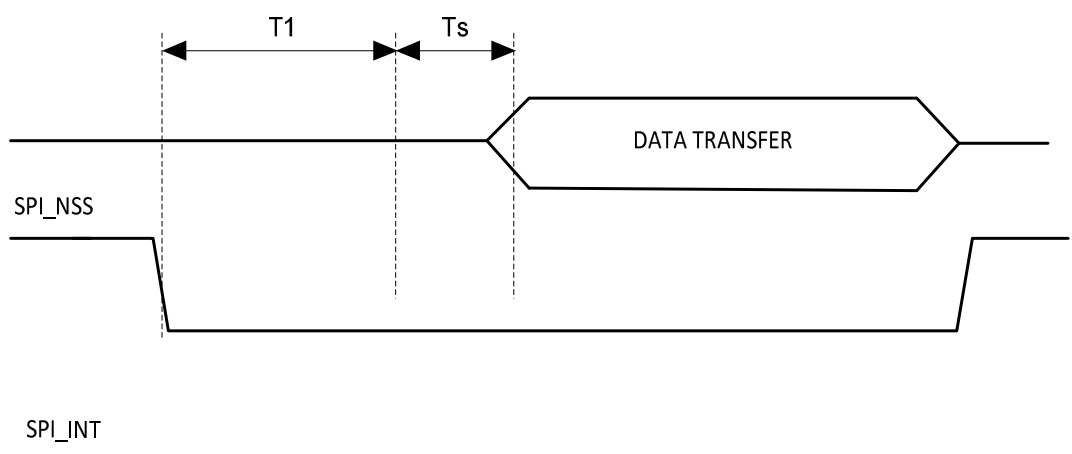 T1
Ts
DATA TRANSFER
SPI_NSS
SPI_INT